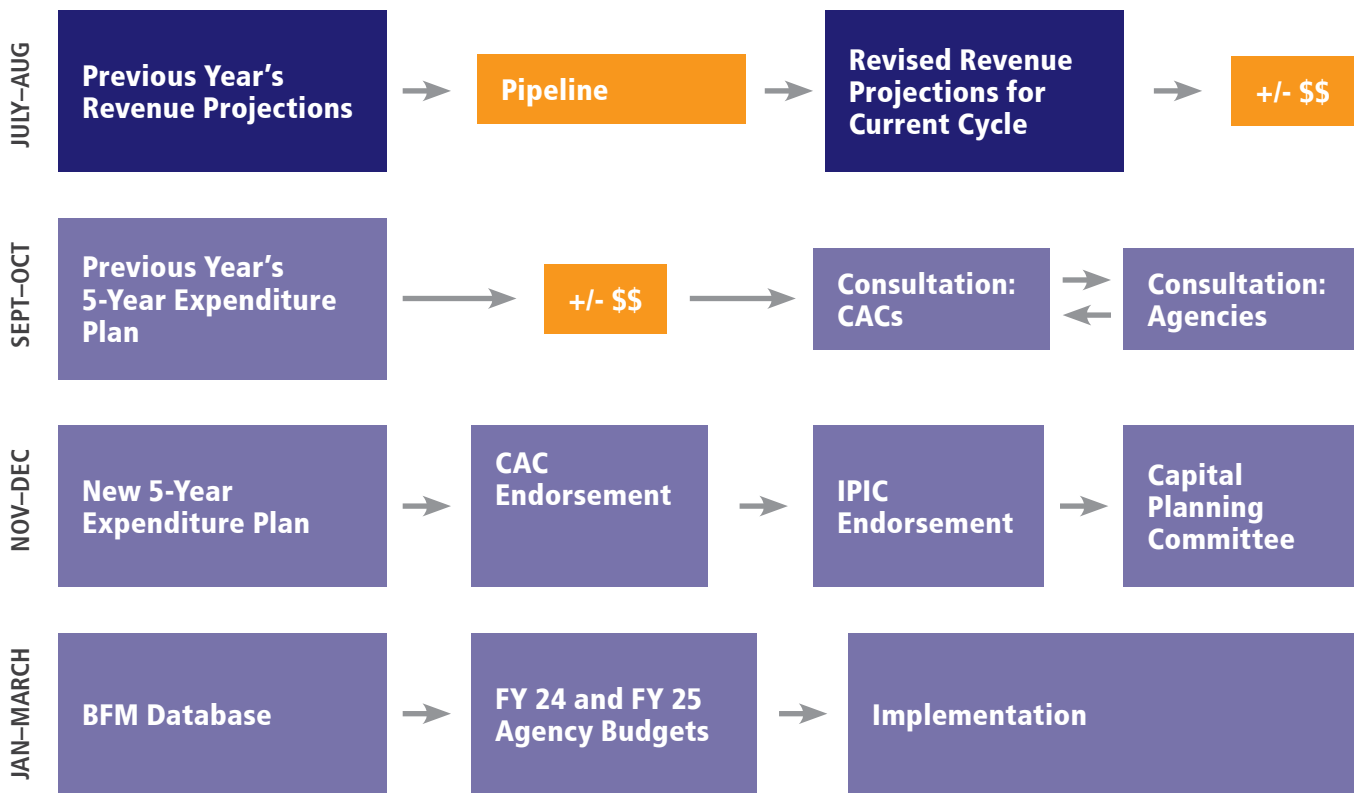 JULY–AUG
Previous Year’s
Revenue Projections
Pipeline
Revised Revenue
Projections for
Current Cycle
+/- $$
SEPT–OCT
Previous Year’s
5-Year Expenditure
Plan
+/- $$
Consultation:
CACs
Consultation:
Agencies
NOV–DEC
New 5-Year
Expenditure Plan
CAC
Endorsement
IPIC
Endorsement
Capital
Planning
Committee
JAN–MARCH
BFM Database
FY 24 and FY 25
Agency Budgets
Implementation